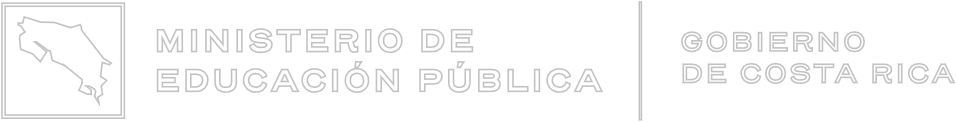 MINISTERIO DE
EDUCACIÓN PÚBLICA
GOBIERNO
DE COSTA RICA